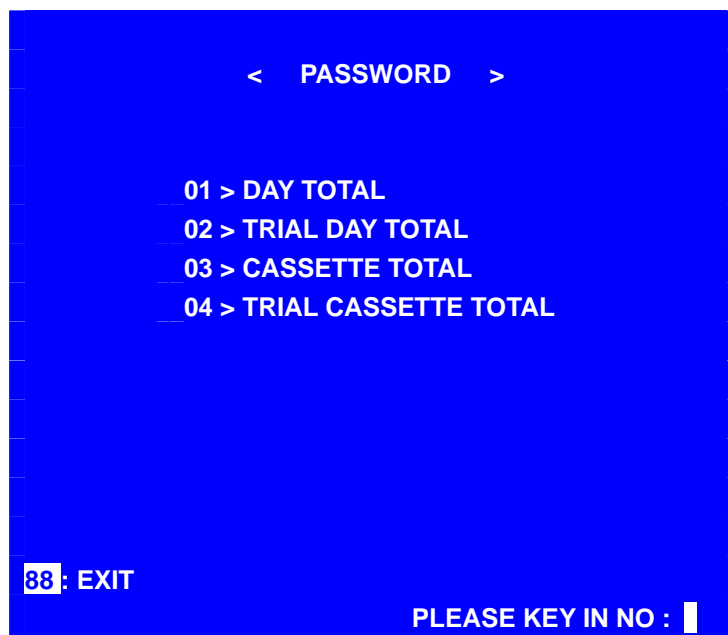 < PASSWORD >
01 > DAY TOTAL
02 > TRIAL DAY TOTAL
03 > CASSETTE TOTAL
04 > TRIAL CASSETTE TOTAL
88 : EXIT
PLEASE KEY IN NO :